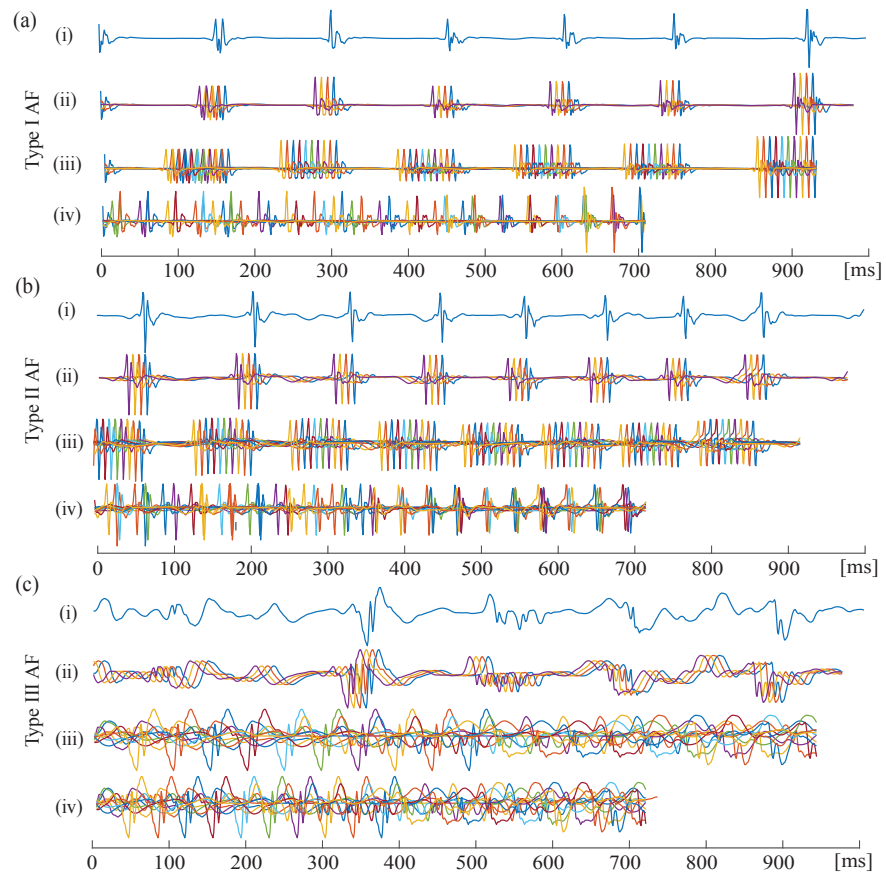 (a)
(i)
(ii)
Type I AF
(iii)
(iv)
0 100 200 300 400 500 600 700 800 900 [ms]
(b)
(i)
(ii)
Type II AF
(iii)
(iv)
0 100 200 300 400 500 600 700 800 900 [ms]
(c)
(i)
(ii)
Type III AF
(iii)
(iv)
0 100 200 300 400 500 600 700 800 900 [ms]